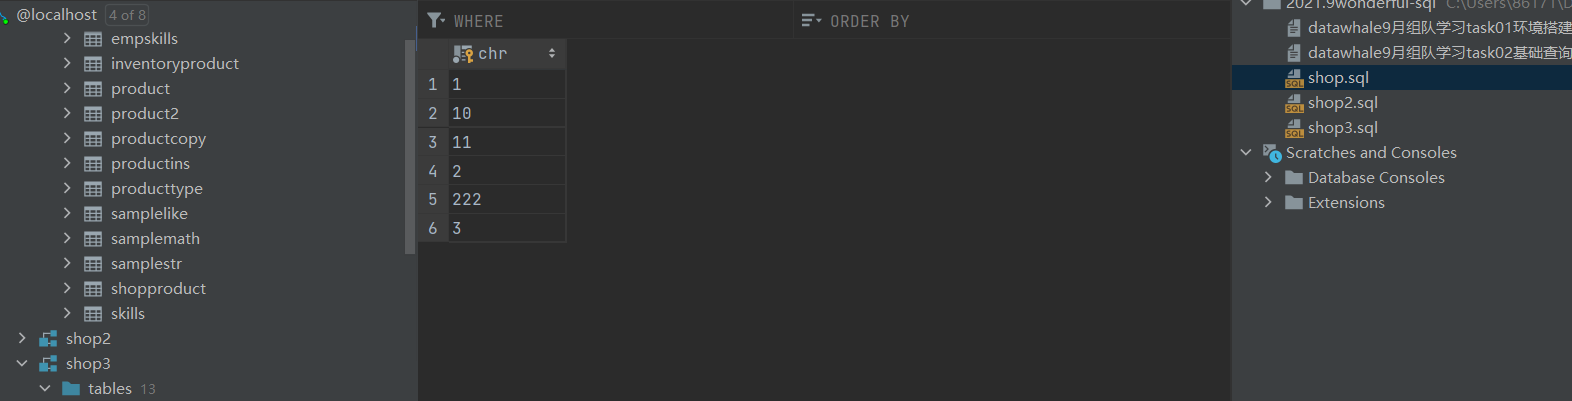 @localhost 4 of 8
empskills
inventoryproduct
product
product2
productcopy
productins
producttype
samplelike
samplemath
samplestr
shopproduct
skills
shop2
shop3
tables 13
WHERE
ORDER BY
chr
1 1
2 10
3 11
4 2
5 222
6 3
2021.9wonderful-sql C:\Users\86171\D
datawhale9月组队学习task01环境搭建
datawhale9月组队学习task02基础查询
shop.sql
shop2.sql
shop3.sql
Scratches and Consoles
Database Consoles
Extensions